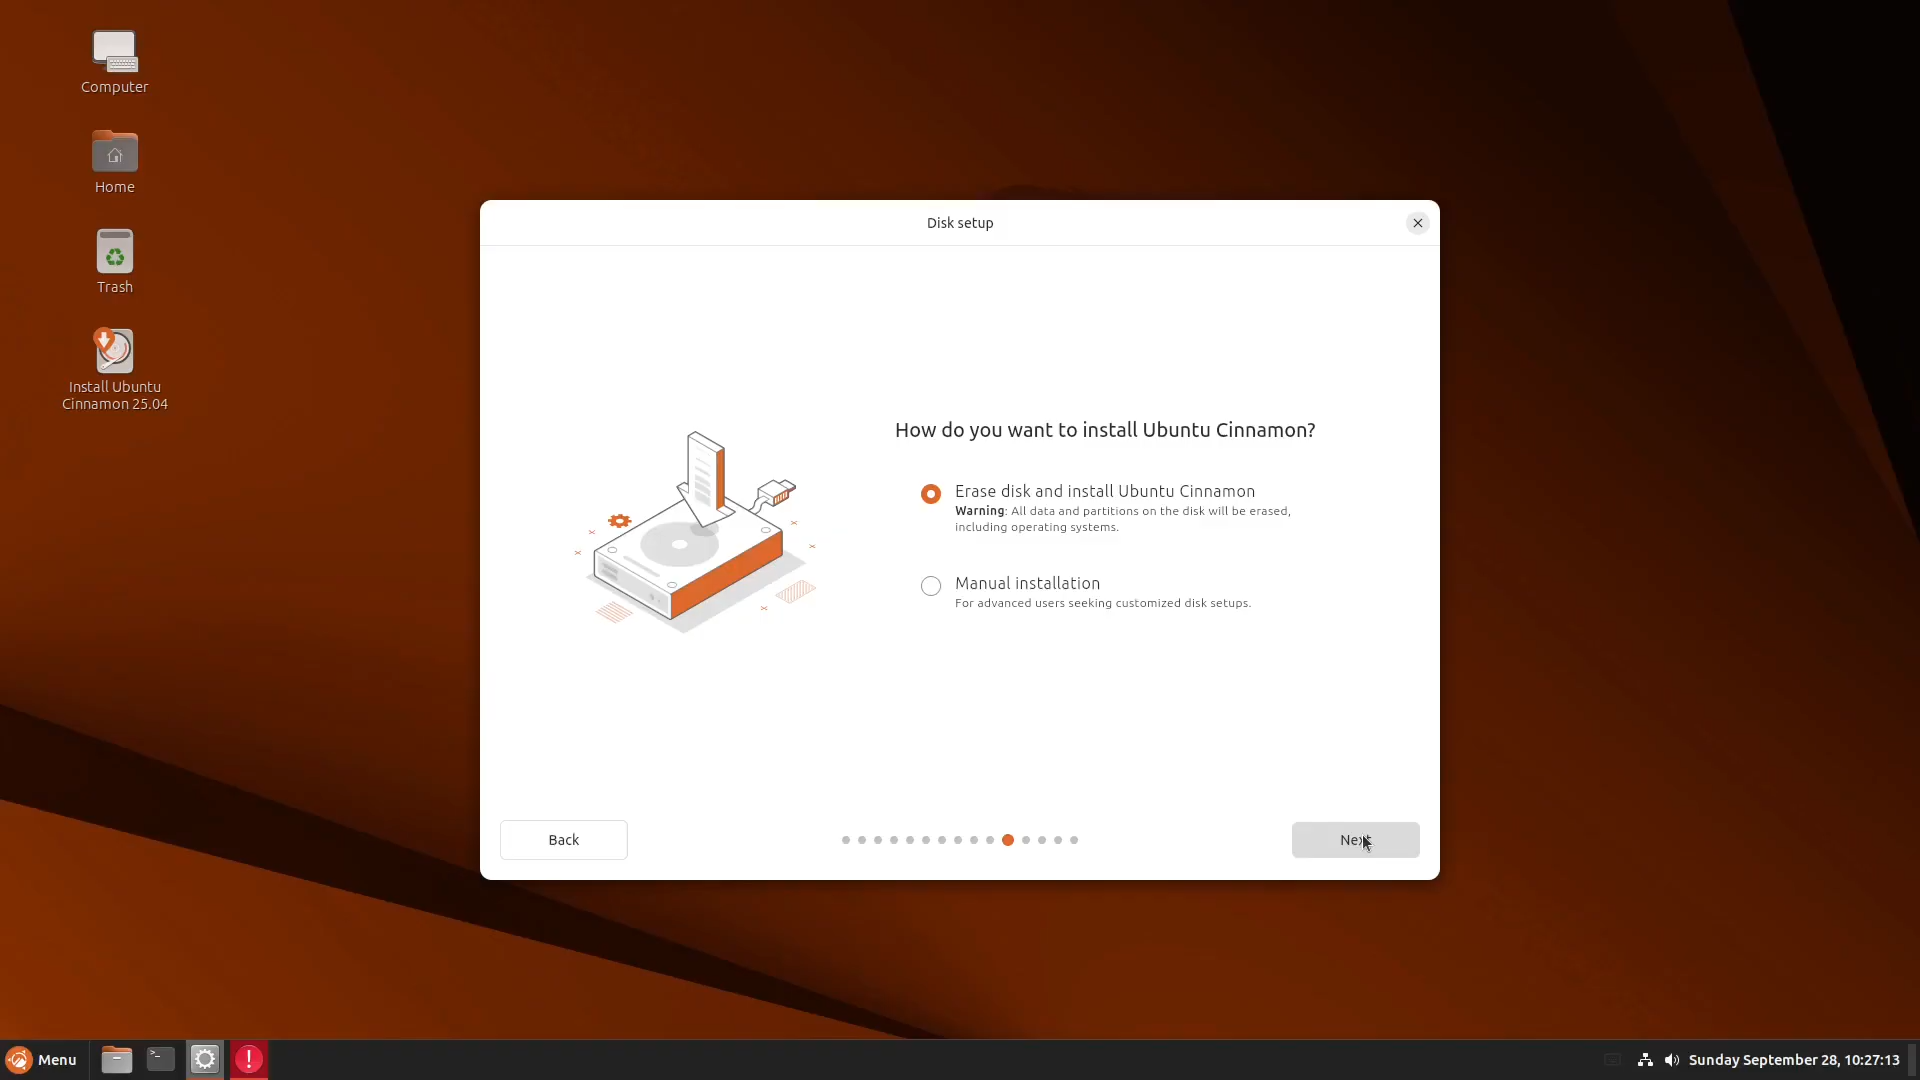 Computer
Home
Trash
Install Ubuntu
Cinnamon 25.04
Disk setup
How do you want to install Ubuntu Cinnamon?
Erase disk and install Ubuntu Cinnamon
Warning: All data and partitions on the disk will be erased,
including operating systems.
Manual installation
For advanced users seeking customized disk setups.
Back
Next
Menu
Sunday September 28, 10:27:13